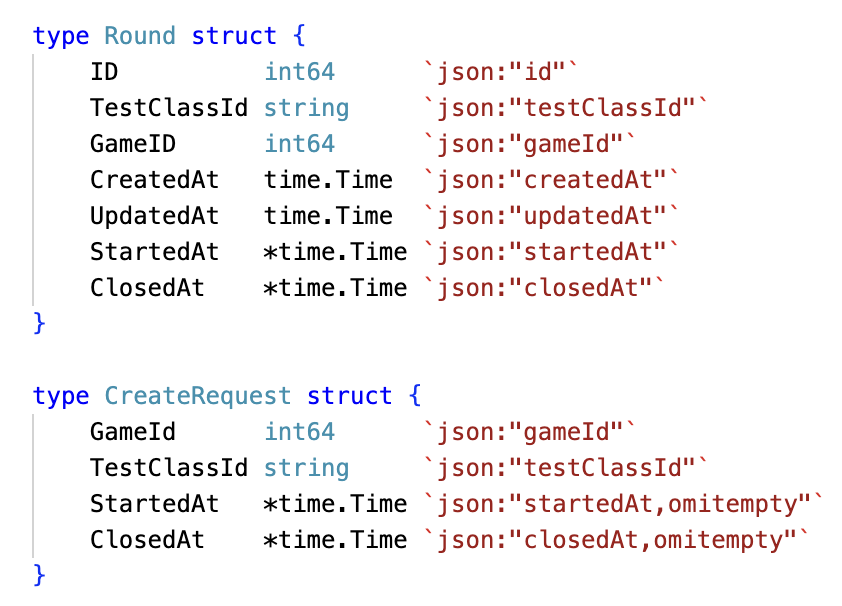 type Round struct {
    ID          int64      `json:"id"`
    TestClassId string     `json:"testClassId"`
    GameID      int64      `json:"gameId"`
    CreatedAt   time.Time  `json:"createdAt"`
    UpdatedAt   time.Time  `json:"updatedAt"`
    StartedAt   *time.Time `json:"startedAt"`
    ClosedAt    *time.Time `json:"closedAt"`
}

type CreateRequest struct {
    GameId      int64      `json:"gameId"`
    TestClassId string     `json:"testClassId"`
    StartedAt   *time.Time `json:"startedAt,omitempty"`
    ClosedAt    *time.Time `json:"closedAt,omitempty"`
}